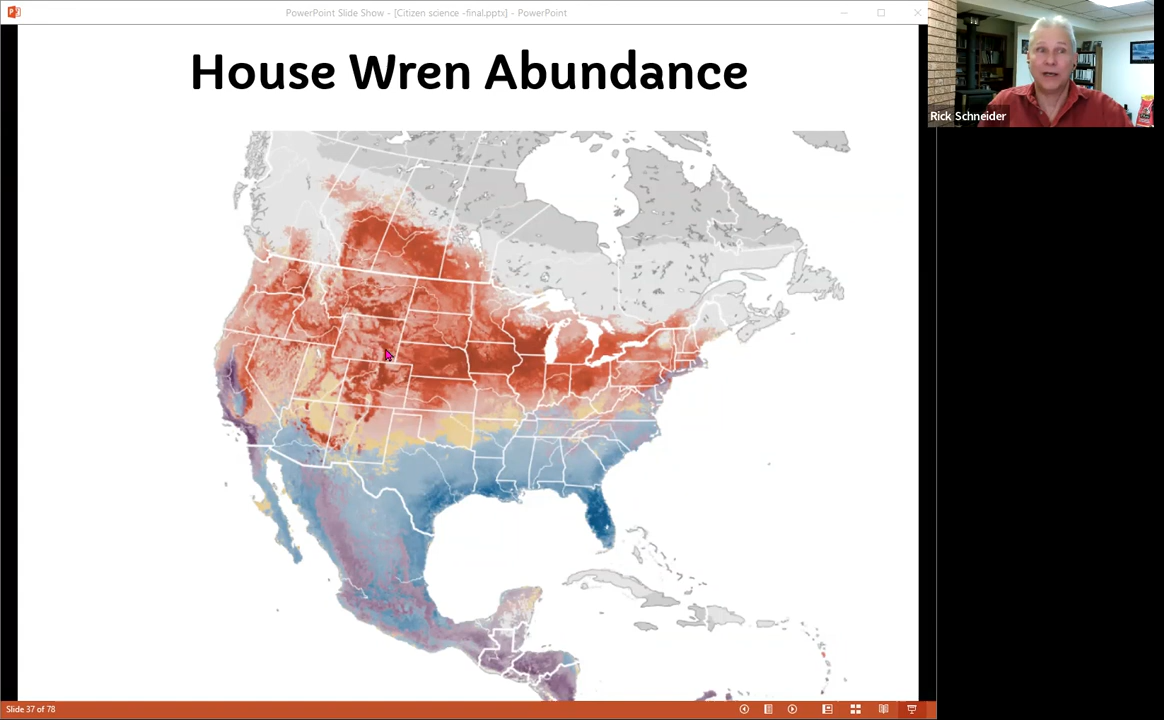 PowerPoint Slide Show - [Citizen science -final.pptx] - PowerPoint
House Wren Abundance
Rick Schneider
Slide 37 of 78